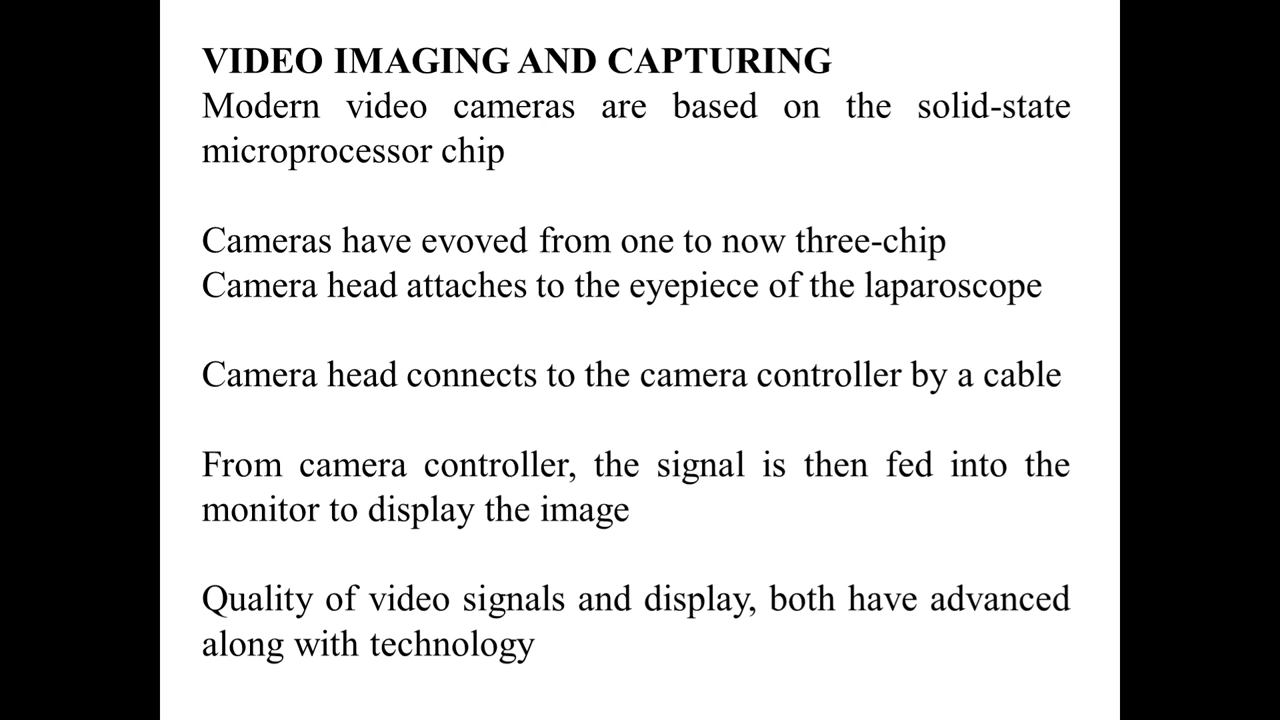 VIDEO IMAGING AND CAPTURING
Modern video cameras are based on the solid-state
microprocessor chip
Cameras have evoved from one to now three-chip
Camera head attaches to the eyepiece of the laparoscope
Camera head connects to the camera controller by a cable
From camera controller, the signal is then fed into the
monitor to display the image
Quality of video signals and display, both have advanced
along with technology